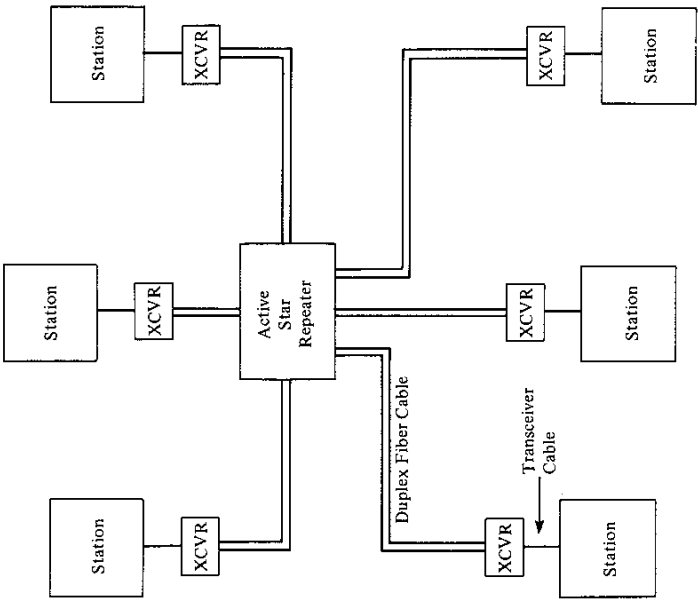 Station
Station
Station
XCVR
XCVR
XCVR
Active
Star
Repeater
Duplex Fiber Cable
XCVR
XCVR
XCVR
Transceiver
Cable
Station
Station
Station